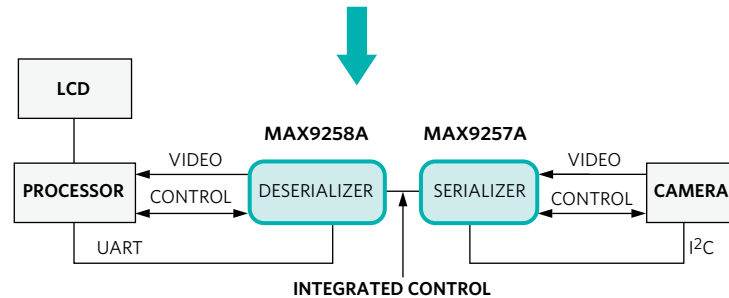 LCD
MAX9258A
MAX9257A
VIDEO
VIDEO
PROCESSOR
DESERIALIZER
SERIALIZER
CAMERA
CONTROL
CONTROL
UART
I²C
INTEGRATED CONTROL